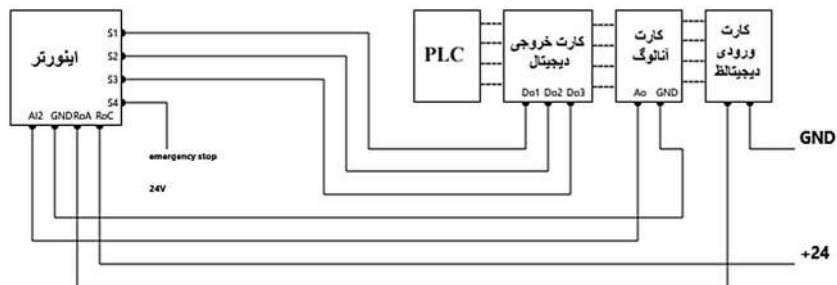 اینورتر
S1
S2
S3
S4
AI2 GND RoA RoC
emergency stop
24V
PLC
کارت خروجی
دیجیتال
Do1 Do2 Do3
کارت
آنالوگ
Ao GND
کارت
ورودی
دیجیتالظ
GND
+24